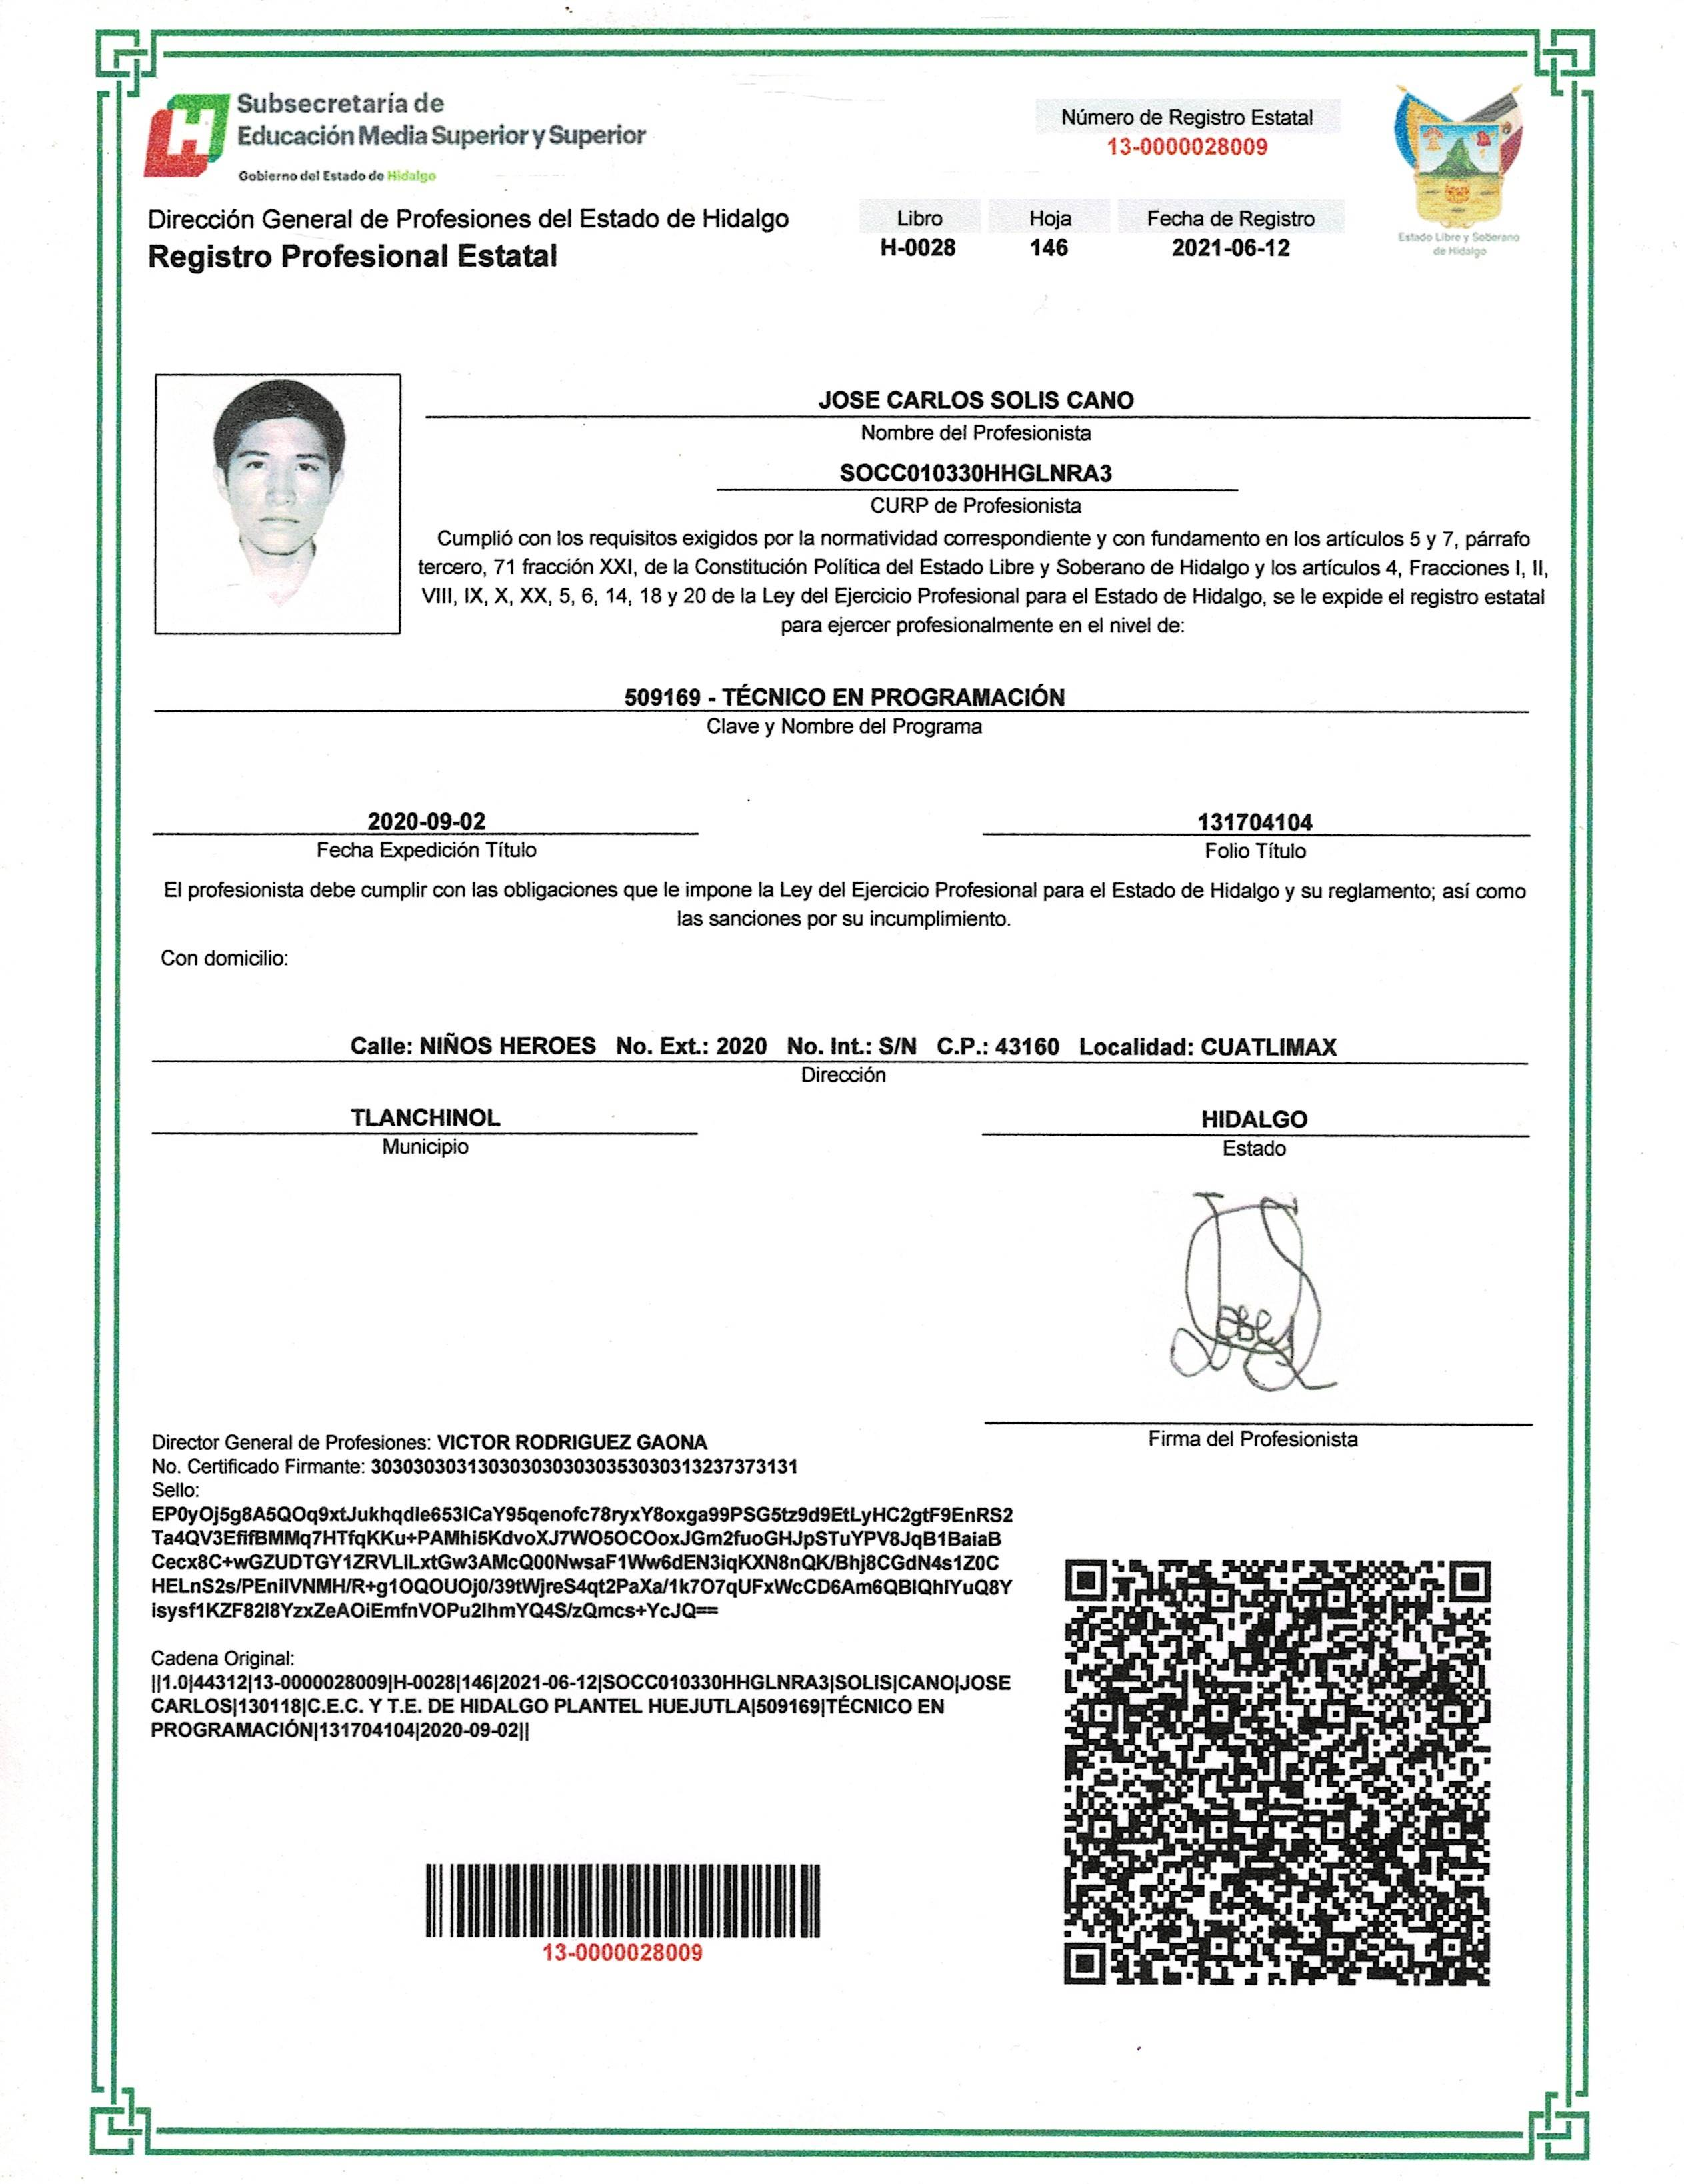 Subsecretaría de
Educación Media Superior y Superior
Gobierno del Estado de Hidalgo
Dirección General de Profesiones del Estado de Hidalgo
Registro Profesional Estatal
Número de Registro Estatal
13-0000028009
Libro Hoja Fecha de Registro
H-0028 146 2021-06-12
Estado Libre y Soberano
de Hidalgo
JOSE CARLOS SOLIS CANO
Nombre del Profesionista
SOCC010330HHGLNRA3
CURP de Profesionista
Cumplió con los requisitos exigidos por la normatividad correspondiente y con fundamento en los artículos 5 y 7, párrafo
tercero, 71 fracción XXI, de la Constitución Política del Estado Libre y Soberano de Hidalgo y los artículos 4, Fracciones I, II,
VIII, IX, X, XX, 5, 6, 14, 18 y 20 de la Ley del Ejercicio Profesional para el Estado de Hidalgo, se le expide el registro estatal
para ejercer profesionalmente en el nivel de:
509169 - TÉCNICO EN PROGRAMACIÓN
Clave y Nombre del Programa
2020-09-02 131704104
Fecha Expedición Título Folio Título
El profesionista debe cumplir con las obligaciones que le impone la Ley del Ejercicio Profesional para el Estado de Hidalgo y su reglamento; así como
las sanciones por su incumplimiento.
Con domicilio:
Calle: NIÑOS HEROES No. Ext.: 2020 No. Int.: S/N C.P.: 43160 Localidad: CUATLIMAX
Dirección
TLANCHINOL HIDALGO
Municipio Estado
Firma del Profesionista
Director General de Profesiones: VICTOR RODRIGUEZ GAONA
No. Certificado Firmante: 3030303031303030303030353030313237373131
Sello:
EP0yOj5g8A5QOq9xtJukhqdle653lCaY95qenofc78ryxY8oxga99PSG5tz9d9EtLyHC2gtF9EnRS2
Ta4QV3EfifBMMq7HTfqKKu+PAMhi5KdvoXJ7WO5OCOoxJGm2fuoGHJpSTuYPV8JqB1BaiaB
Cecx8C+wGZUDTGY1ZRVLlLxtGw3AMcQ00NwsaF1Ww6dEN3iqKXN8nQK/Bhj8CGdN4s1Z0C
HELnS2s/PEnilVNMH/R+g1OQOUOj0/39tWjreS4qt2PaXa/1k7O7qUFxWcCD6Am6QBlQhIYuQ8Y
isysf1KZF82l8YzxZeAOiEmfnVOPu2lhmYQ4S/zQmcs+YcJQ==
Cadena Original:
||1.0|44312|13-0000028009|H-0028|146|2021-06-12|SOCC010330HHGLNRA3|SOLIS|CANO|JOSE
CARLOS|130118|C.E.C. Y T.E. DE HIDALGO PLANTEL HUEJUTLA|509169|TÉCNICO EN
PROGRAMACIÓN|131704104|2020-09-02||
13-0000028009